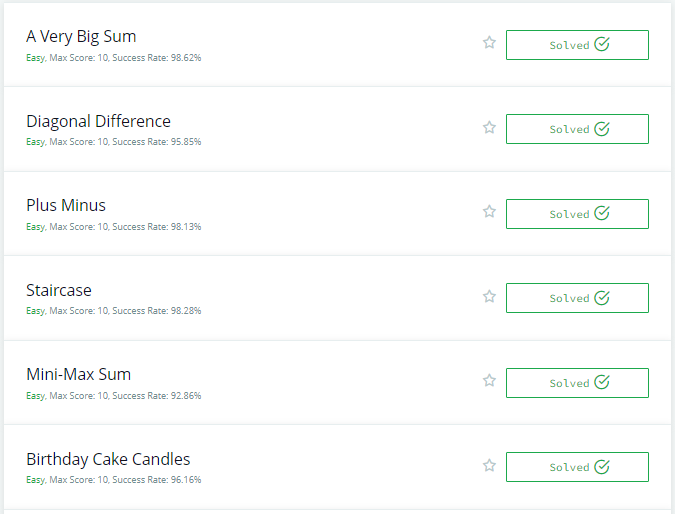 A Very Big Sum
Easy, Max Score: 10, Success Rate: 98.62%
Solved
Diagonal Difference
Easy, Max Score: 10, Success Rate: 95.85%
Solved
Plus Minus
Easy, Max Score: 10, Success Rate: 98.13%
Solved
Staircase
Easy, Max Score: 10, Success Rate: 98.28%
Solved
Mini-Max Sum
Easy, Max Score: 10, Success Rate: 92.86%
Solved
Birthday Cake Candles
Easy, Max Score: 10, Success Rate: 96.16%
Solved